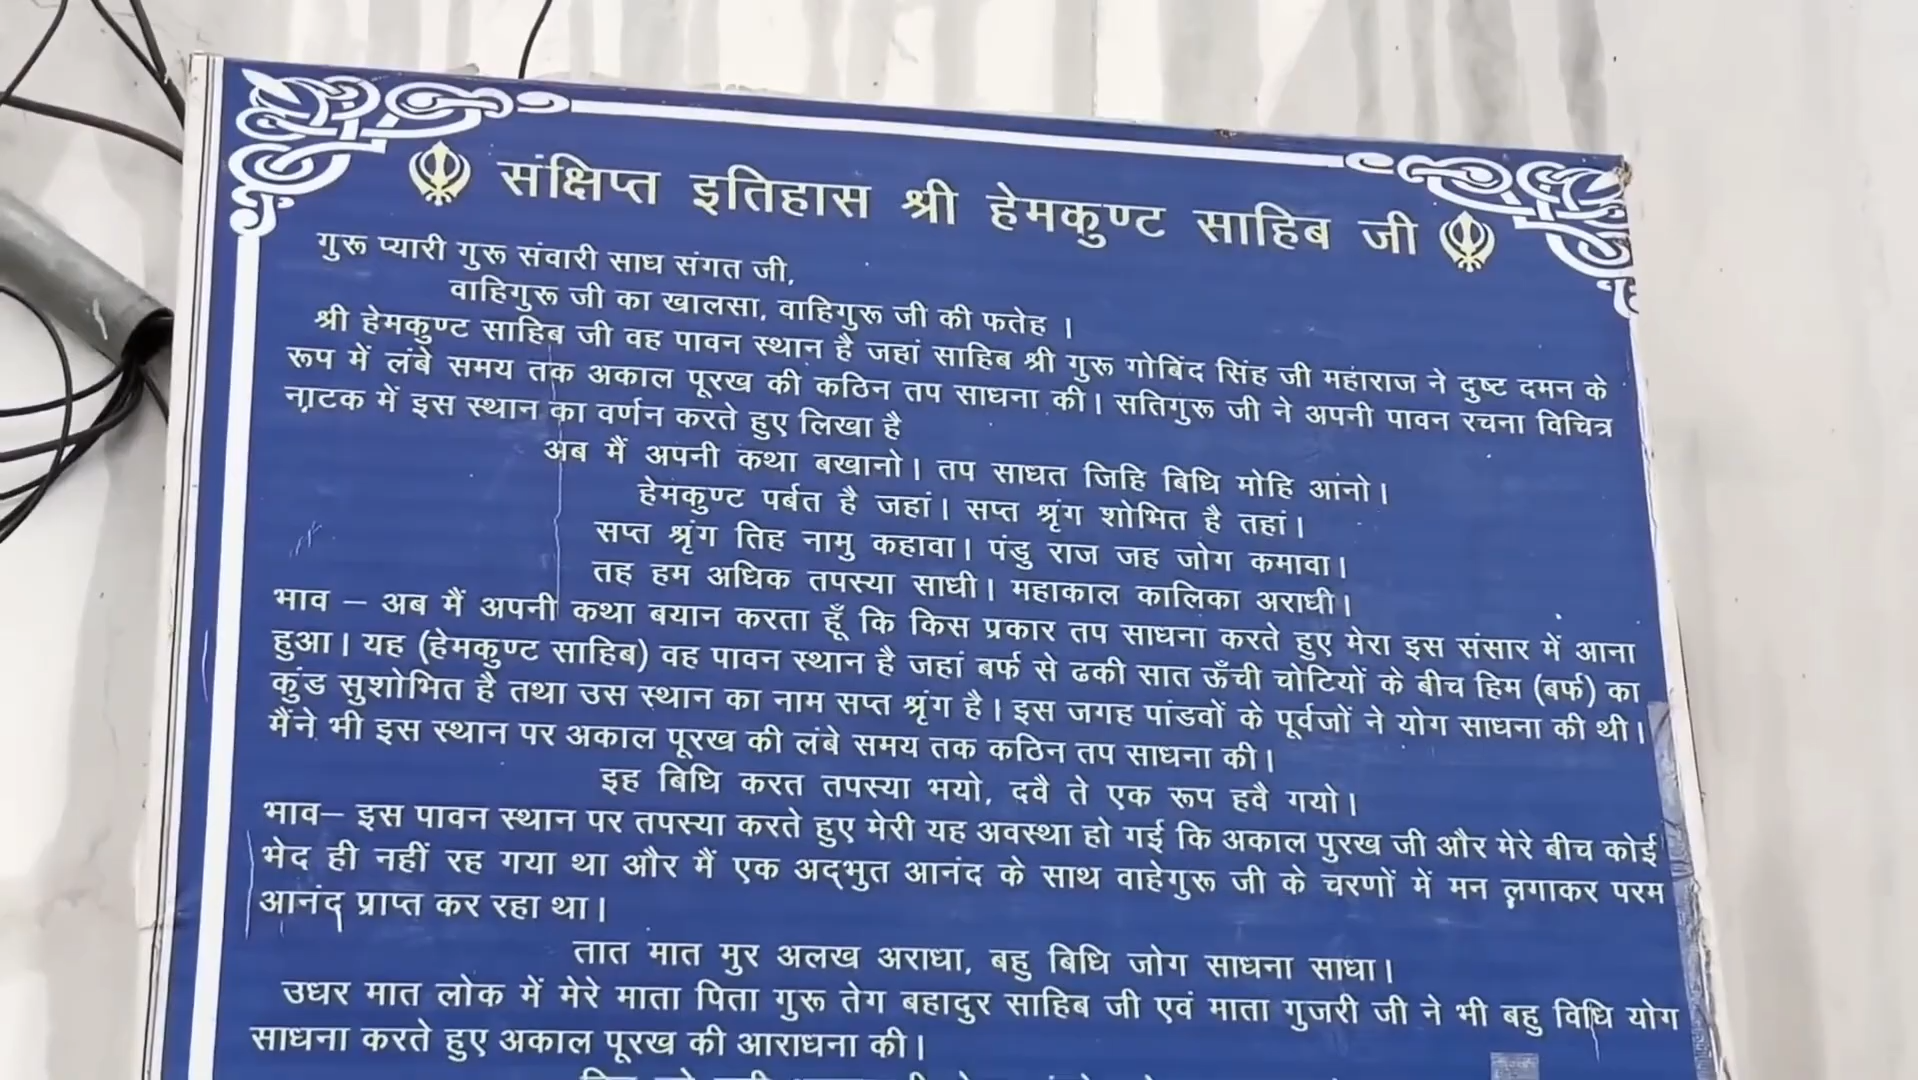 संक्षिप्त इतिहास श्री हेमकुण्ट साहिब जी
गुरू प्यारी गुरू संवारी साध संगत जी,
वाहिगुरू जी का खालसा, वाहिगुरू जी की फतेह ।
श्री हेमकुण्ट साहिब जी वह पावन स्थान है जहां साहिब श्री गुरू गोबिंद सिंह जी महाराज ने दुष्ट दमन के
रूप में लंबे समय तक अकाल पूरख की कठिन तप साधना की। सतिगुरू जी ने अपनी पावन रचना विचित्र
नाटक में इस स्थान का वर्णन करते हुए लिखा है
अब मैं अपनी कथा बखानो। तप साधत जिहि बिधि मोहि आंनो।
हेमकुण्ट पर्बत है जहां। सप्त श्रृंग शोभित है तहां।
सप्त श्रृंग तिह नामु कहावा। पंडु राज जह जोग कमावा।
तह हम अधिक तपस्या साधी। महाकाल कालिका अराधी।
भाव – अब मैं अपनी कथा बयान करता हूँ कि किस प्रकार तप साधना करते हुए मेरा इस संसार में आना
हुआ। यह (हेमकुण्ट साहिब) वह पावन स्थान है जहां बर्फ से ढकी सात ऊँची चोटियों के बीच हिम (बर्फ) का
कुंड सुशोभित है तथा उस स्थान का नाम सप्त श्रृंग है। इस जगह पांडवों के पूर्वजों ने योग साधना की थी।
मैंने भी इस स्थान पर अकाल पूरख की लंबे समय तक कठिन तप साधना की।
इह बिधि करत तपस्या भयो, दवै ते एक रूप हवै गयो।
भाव– इस पावन स्थान पर तपस्या करते हुए मेरी यह अवस्था हो गई कि अकाल पुरख जी और मेरे बीच कोई
भेद ही नहीं रह गया था और मैं एक अद्भुत आनंद के साथ वाहेगुरू जी के चरणों में मन लगाकर परम
आनंद प्राप्त कर रहा था।
तात मात मुर अलख अराधा, बहु बिधि जोग साधना साधा।
उधर मात लोक में मेरे माता पिता गुरू तेग बहादुर साहिब जी एवं माता गुजरी जी ने भी बहु विधि योग
साधना करते हुए अकाल पूरख की आराधना की।